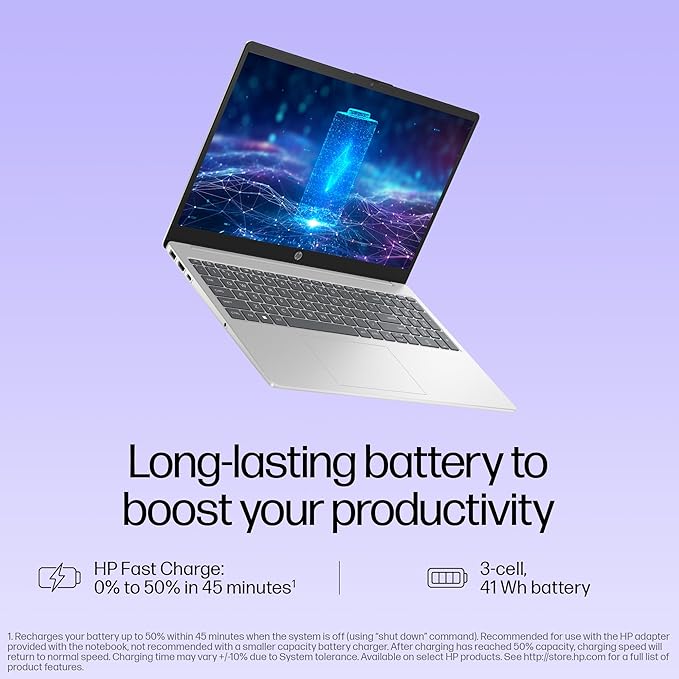 hp
Long-lasting battery to
boost your productivity
HP Fast Charge:
0% to 50% in 45 minutes¹
3-cell,
41 Wh battery
1. Recharges your battery up to 50% within 45 minutes when the system is off (using "shut down" command). Recommended for use with the HP adapter
provided with the notebook, not recommended with a smaller capacity battery charger. After charging has reached 50% capacity, charging speed will
return to normal speed. Charging time may vary +/-10% due to System tolerance. Available on select HP products. See http://store.hp.com for a full list of
product features.